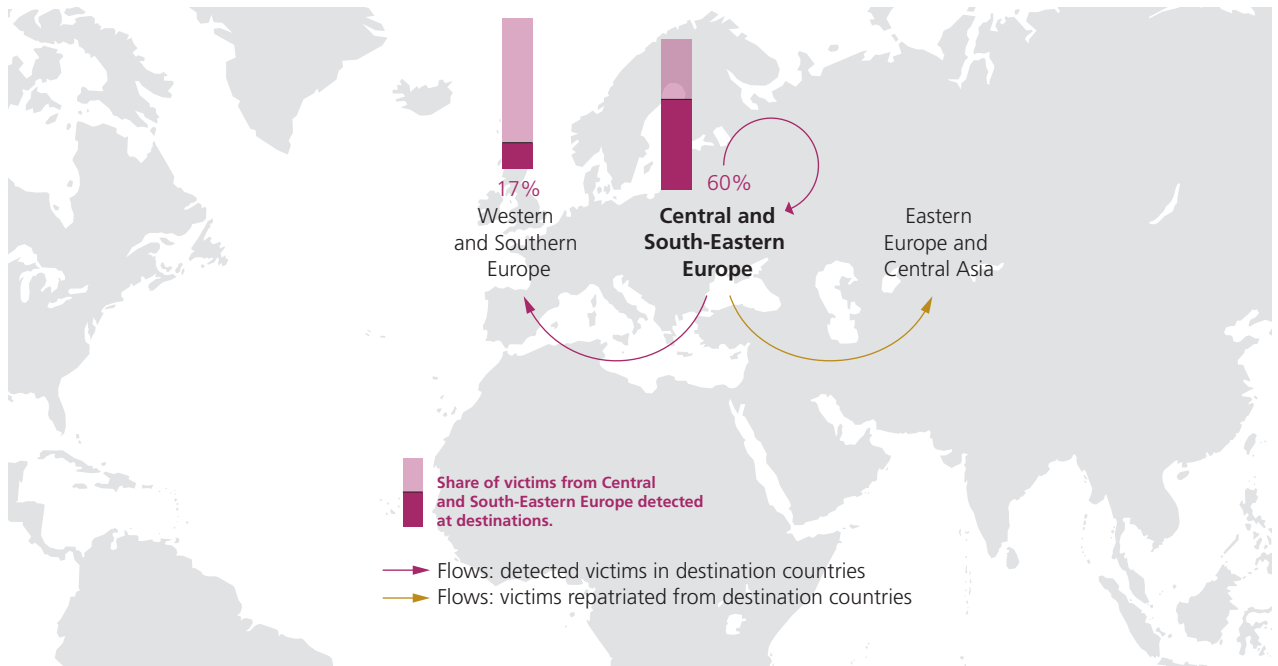 17%
Western
and Southern
Europe
60%
Central and
South-Eastern
Europe
Eastern
Europe and
Central Asia
Share of victims from Central
and South-Eastern Europe detected
at destinations.
Flows: detected victims in destination countries
Flows: victims repatriated from destination countries